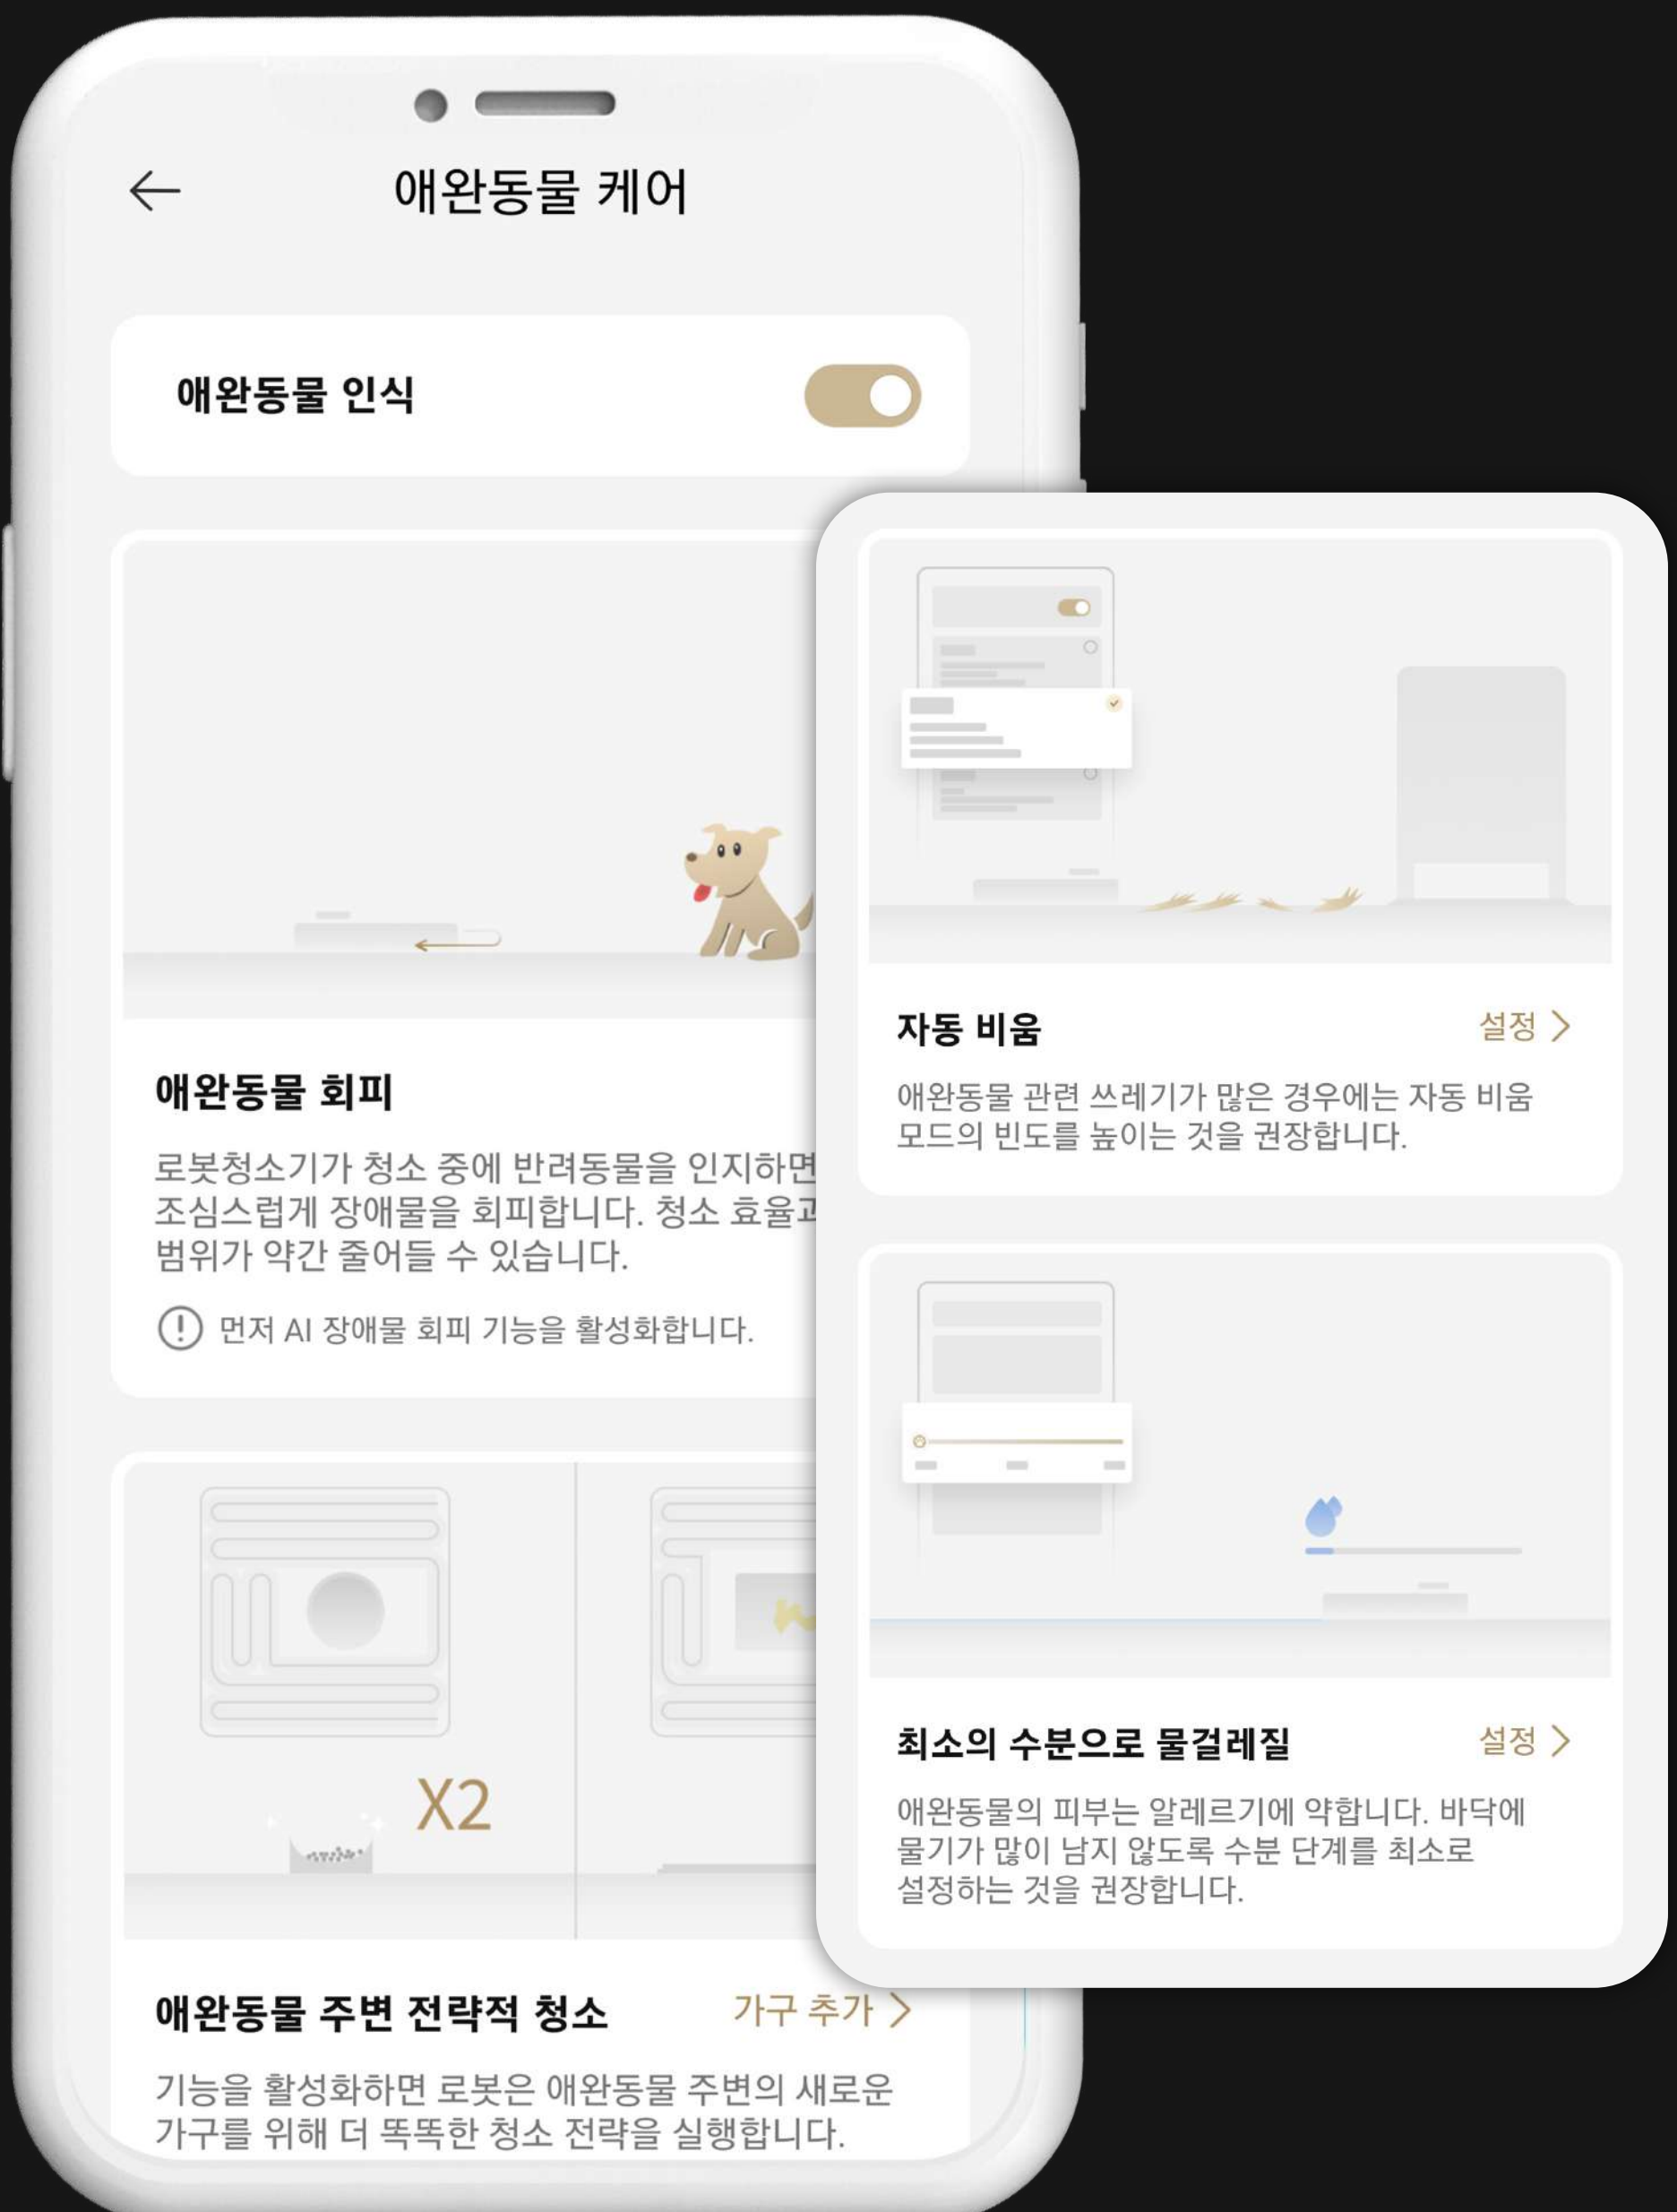 애완동물 케어
애완동물 인식
애완동물 회피
로봇청소기가 청소 중에 반려동물을 인지하면
조심스럽게 장애물을 회피합니다. 청소 효율과
범위가 약간 줄어들 수 있습니다.
먼저 AI 장애물 회피 기능을 활성화합니다.
X2
애완동물 주변 전략적 청소
가구 추가
기능을 활성화하면 로봇은 애완동물 주변의 새로운
가구를 위해 더 똑똑한 청소 전략을 실행합니다.
자동 비움
설정
애완동물 관련 쓰레기가 많은 경우에는 자동 비움
모드의 빈도를 높이는 것을 권장합니다.
최소의 수분으로 물걸레질
설정
애완동물의 피부는 알레르기에 약합니다. 바닥에
물기가 많이 남지 않도록 수분 단계를 최소로
설정하는 것을 권장합니다.